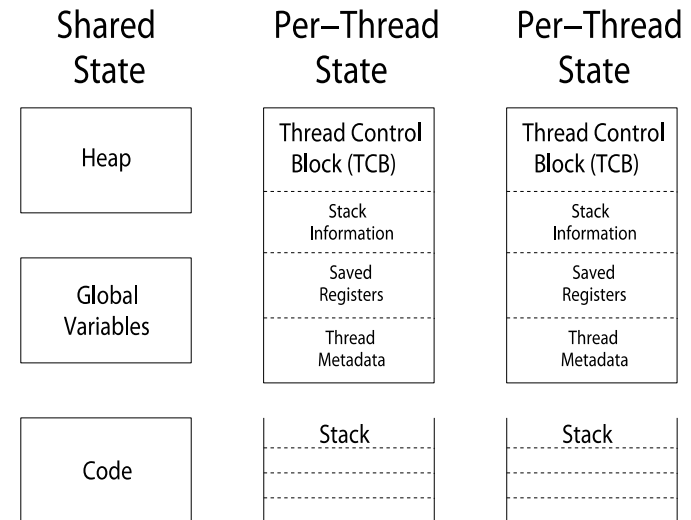 Shared
State
Heap
Global
Variables
Code
Per–Thread
State
Thread Control
Block (TCB)
Stack
Information
Saved
Registers
Thread
Metadata
Stack
Per–Thread
State
Thread Control
Block (TCB)
Stack
Information
Saved
Registers
Thread
Metadata
Stack